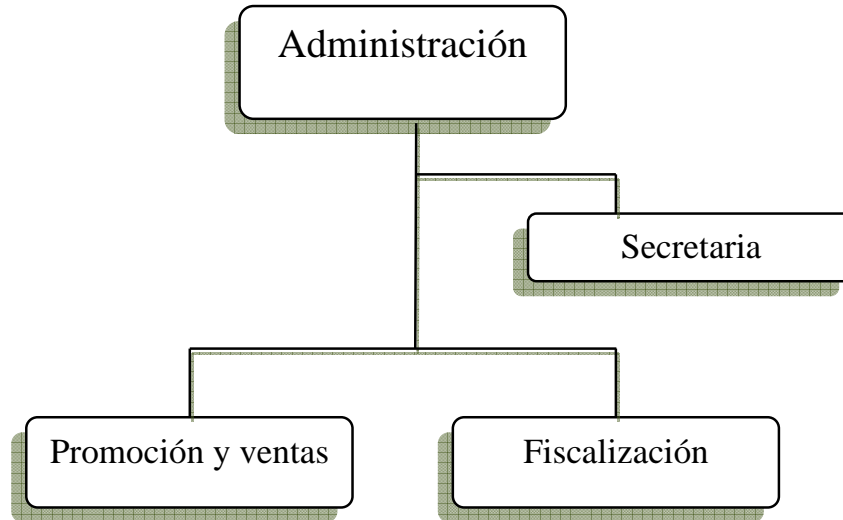 Administración
Secretaria
Promoción y ventas
Fiscalización